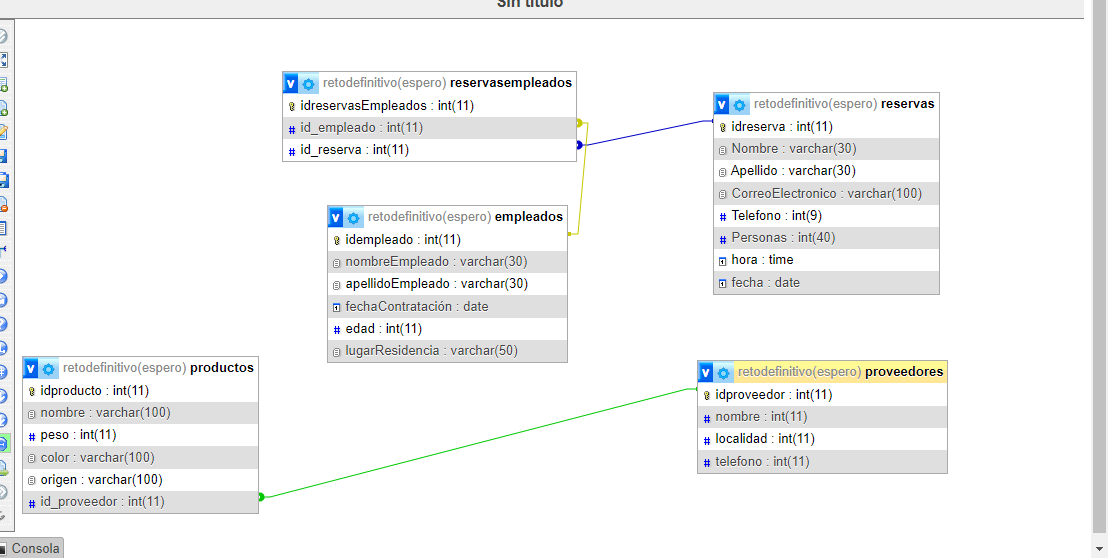 Sin título
retodefinitivo(espero) reservasempleados
idreservasEmpleados : int(11)
id_empleado : int(11)
id_reserva : int(11)
retodefinitivo(espero) reservas
idreserva : int(11)
Nombre : varchar(30)
Apellido : varchar(30)
CorreoElectronico : varchar(100)
Telefono : int(9)
Personas : int(40)
hora : time
fecha : date
retodefinitivo(espero) empleados
idempleado : int(11)
nombreEmpleado : varchar(30)
apellidoEmpleado : varchar(30)
fechaContratación : date
edad : int(11)
lugarResidencia : varchar(50)
retodefinitivo(espero) productos
idproducto : int(11)
nombre : varchar(100)
peso : int(11)
color : varchar(100)
origen : varchar(100)
id_proveedor : int(11)
retodefinitivo(espero) proveedores
idproveedor : int(11)
nombre : int(11)
localidad : int(11)
telefono : int(11)
Consola